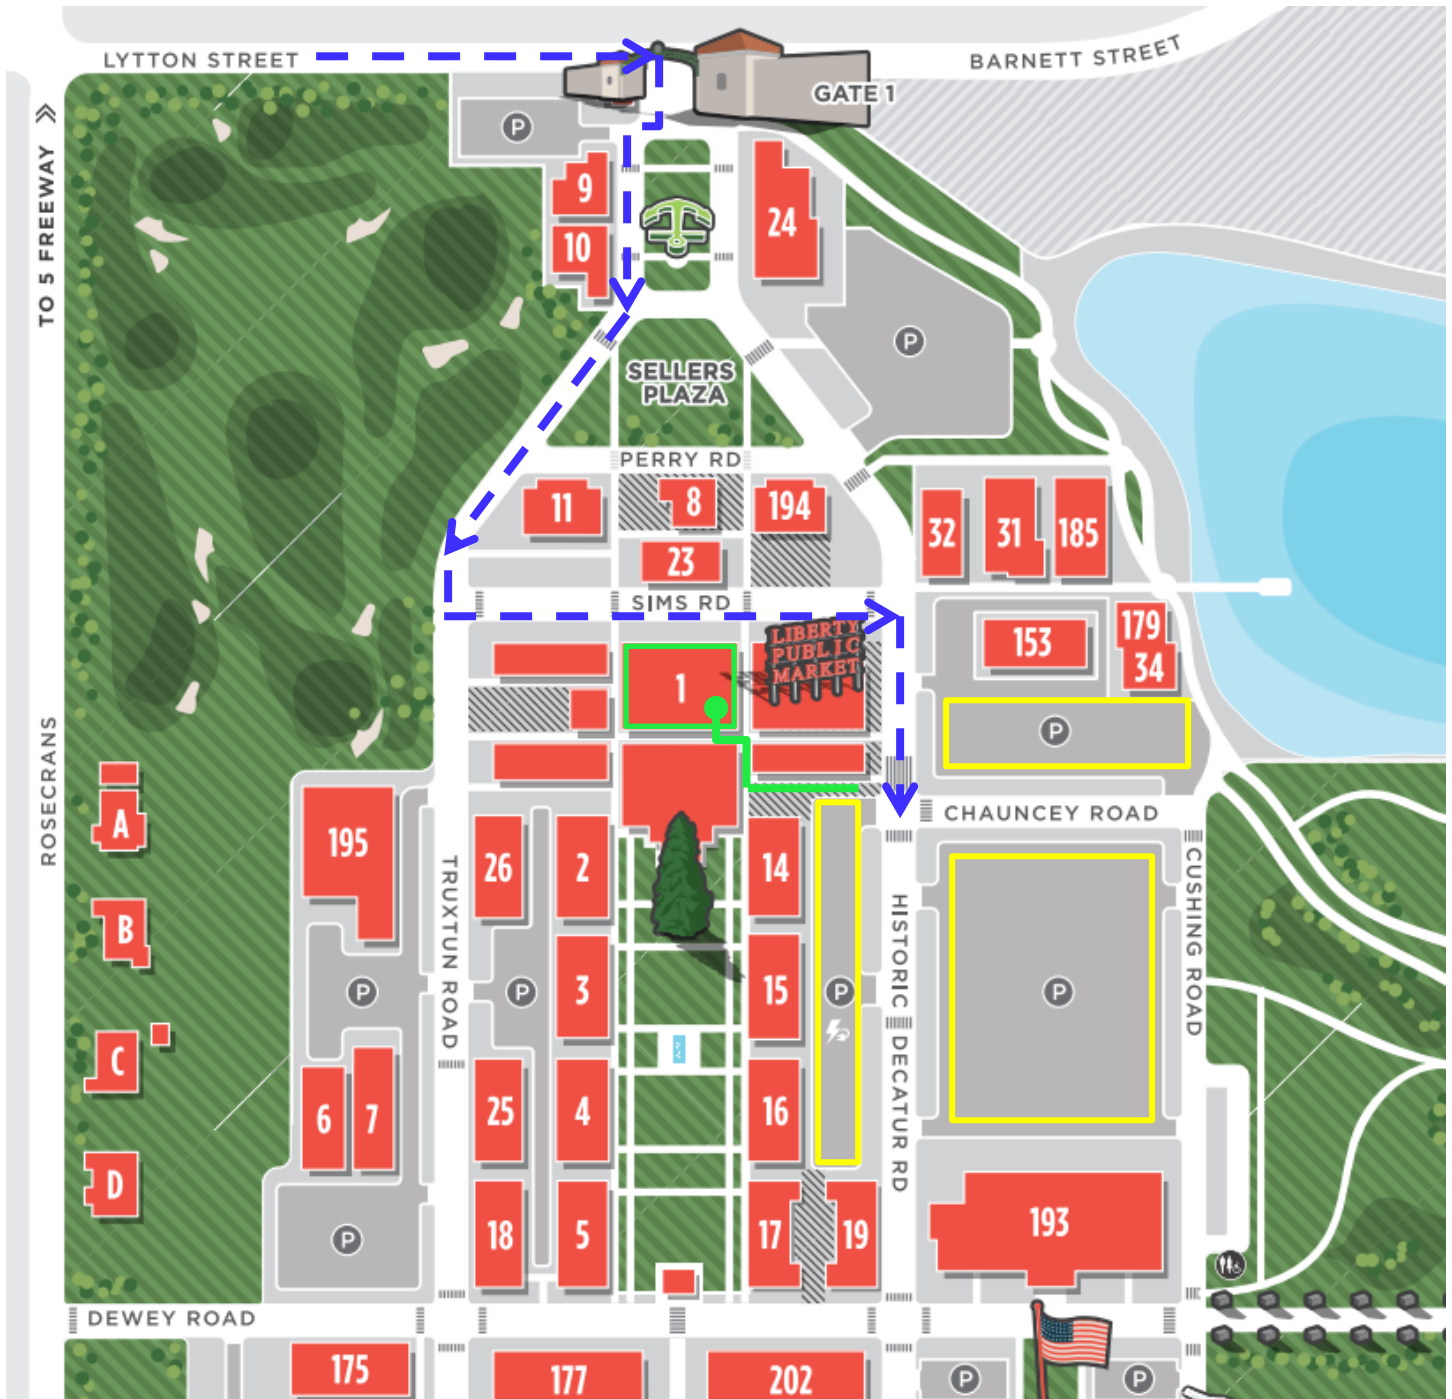 LYTTON STREET
BARNETT STREET
GATE 1
TO 5 FREEWAY
P
9
10
24
P
SELLERS
PLAZA
PERRY RD
11
8
194
23
32
31
185
SIMS RD
LIBERTY
PUBLIC
MARKET
1
153
179
34
P
ROSECRANS
A
B
C
D
195
TRUXTUN ROAD
P
6
7
P
26
2
14
CHAUNCEY ROAD
P
3
15
P
HISTORIC DECATUR RD
P
CUSHING ROAD
25
4
16
18
5
17
19
193
DEWEY ROAD
175
177
202
P
P